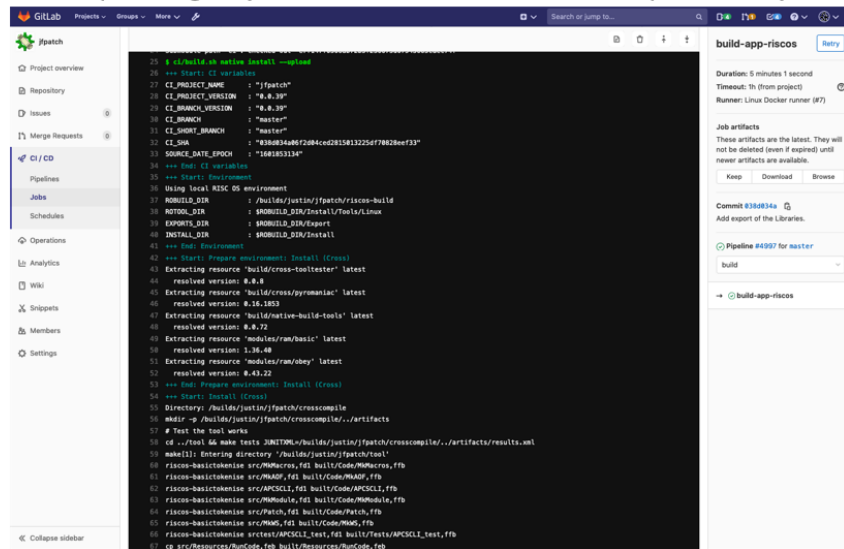 GitLab Projects Groups More Search or jump to...
jfpatch
Project overview
Repository
Issues 0
Merge Requests 0
CI / CD
Pipelines
Jobs
Schedules
Operations
Analytics
Wiki
Snippets
Members
Settings
Collapse sidebar
25 $ ci/build.sh native install --upload
26 +++ Start: CI variables
27 CI_PROJECT_NAME : "jfpatch"
28 CI_PROJECT_VERSION : "0.0.39"
29 CI_BRANCH_VERSION : "0.0.39"
30 CI_BRANCH : "master"
31 CI_SHORT_BRANCH : "master"
32 CI_SHA : "038d034a06f2d04ced2815013225df70828eef33"
33 SOURCE_DATE_EPOCH : "1601853134"
34 +++ End: CI variables
35 +++ Start: Environment
36 Using local RISC OS environment
37 ROBUILD_DIR : /builds/justin/jfpatch/riscos-build
38 ROTOOL_DIR : $ROBUILD_DIR/Install/Tools/Linux
39 EXPORTS_DIR : $ROBUILD_DIR/Export
40 INSTALL_DIR : $ROBUILD_DIR/Install
41 +++ End: Environment
42 +++ Start: Prepare environment: Install (Cross)
43 Extracting resource 'build/cross-tooltester' latest
44 resolved version: 0.0.8
45 Extracting resource 'build/cross/pyromaniac' latest
46 resolved version: 0.16.1853
47 Extracting resource 'build/native-build-tools' latest
48 resolved version: 0.0.72
49 Extracting resource 'modules/ram/basic' latest
50 resolved version: 1.36.40
51 Extracting resource 'modules/ram/obey' latest
52 resolved version: 0.43.22
53 +++ End: Prepare environment: Install (Cross)
54 +++ Start: Install (Cross)
55 Directory: /builds/justin/jfpatch/crosscompile
56 mkdir -p /builds/justin/jfpatch/crosscompile/../artifacts
57 # Test the tool works
58 cd ../tool && make tests JUNITXML=/builds/justin/jfpatch/crosscompile/../artifacts/results.xml
59 make[1]: Entering directory '/builds/justin/jfpatch/tool'
60 riscos-basictokenise src/MkMacros,fd1 built/Code/MkMacros,ffb
61 riscos-basictokenise src/MkAOF,fd1 built/Code/MkAOF,ffb
62 riscos-basictokenise src/APCSCLI,fd1 built/Code/APCSCLI,ffb
63 riscos-basictokenise src/MkModule,fd1 built/Code/MkModule,ffb
64 riscos-basictokenise src/Patch,fd1 built/Code/Patch,ffb
65 riscos-basictokenise src/MkWS,fd1 built/Code/MkWS,ffb
66 riscos-basictokenise srctest/APCSCLI_test,fd1 built/Tests/APCSCLI_test,ffb
67 cp src/Resources/RunCode,feb built/Resources/RunCode,feb
build-app-riscos Retry
Duration: 5 minutes 1 second
Timeout: 1h (from project)
Runner: Linux Docker runner (#7)
Job artifacts
These artifacts are the latest. They will
not be deleted (even if expired) until
newer artifacts are available.
Keep Download Browse
Commit 038d034a
Add export of the Libraries.
Pipeline #4997 for master
build
→ build-app-riscos